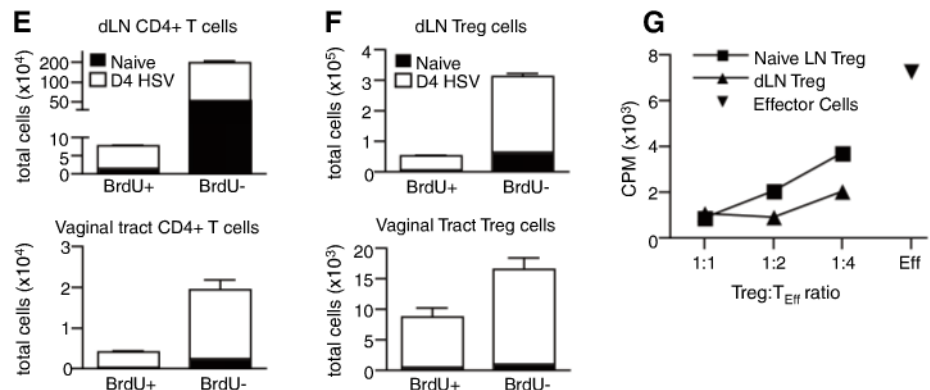 E
dLN CD4+ T cells
total cells (x10⁴)
200
100
50
10
5
0
Naive
D4 HSV
BrdU+ BrdU-
Vaginal tract CD4+ T cells
total cells (x10⁴)
3
2
1
0
BrdU+ BrdU-
F
dLN Treg cells
total cells (x10⁵)
4
3
2
1
0
Naive
D4 HSV
BrdU+ BrdU-
Vaginal Tract Treg cells
total cells (x10³)
20
15
10
5
0
BrdU+ BrdU-
G
CPM (x10³)
8
6
4
2
0
Naive LN Treg
dLN Treg
Effector Cells
1:1 1:2 1:4 Eff
Treg:TEff ratio